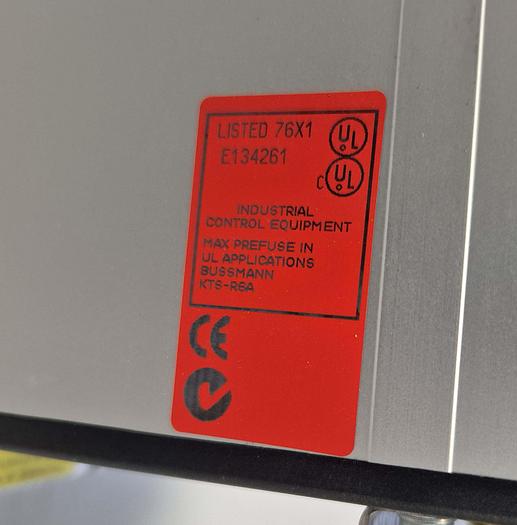 LISTED 76X1
E134261
UL
C UL
INDUSTRIAL
CONTROL EQUIPMENT
MAX PREFUSE IN
UL APPLICATIONS
BUSSMANN
KTS-R6A
CE